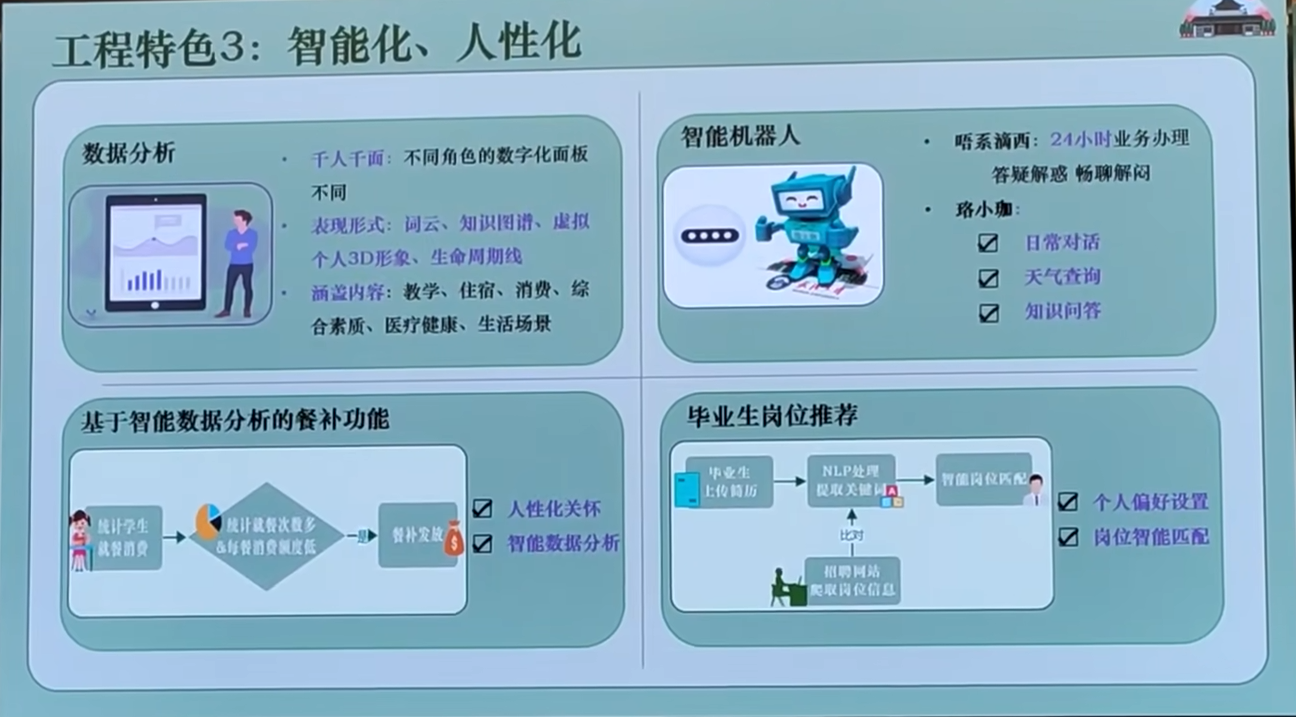 工程特色3：智能化、人性化
数据分析
• 千人千面：不同角色的数字化面板
不同
• 表现形式：词云、知识图谱、虚拟
个人3D形象、生命周期线
• 涵盖内容：教学、住宿、消费、综
合素质、医疗健康、生活场景
智能机器人
• 唔系滴西：24小时业务办理
答疑解惑 畅聊解闷
• 珞小珈：
日常对话
天气查询
知识问答
基于智能数据分析的餐补功能
统计学生
就餐消费
统计就餐次数多
&每餐消费额度低
是
餐补发放
$
人性化关怀
智能数据分析
毕业生岗位推荐
毕业生
上传简历
NLP处理
提取关键词
A
智能岗位匹配
比对
招聘网站
爬取岗位信息
个人偏好设置
岗位智能匹配